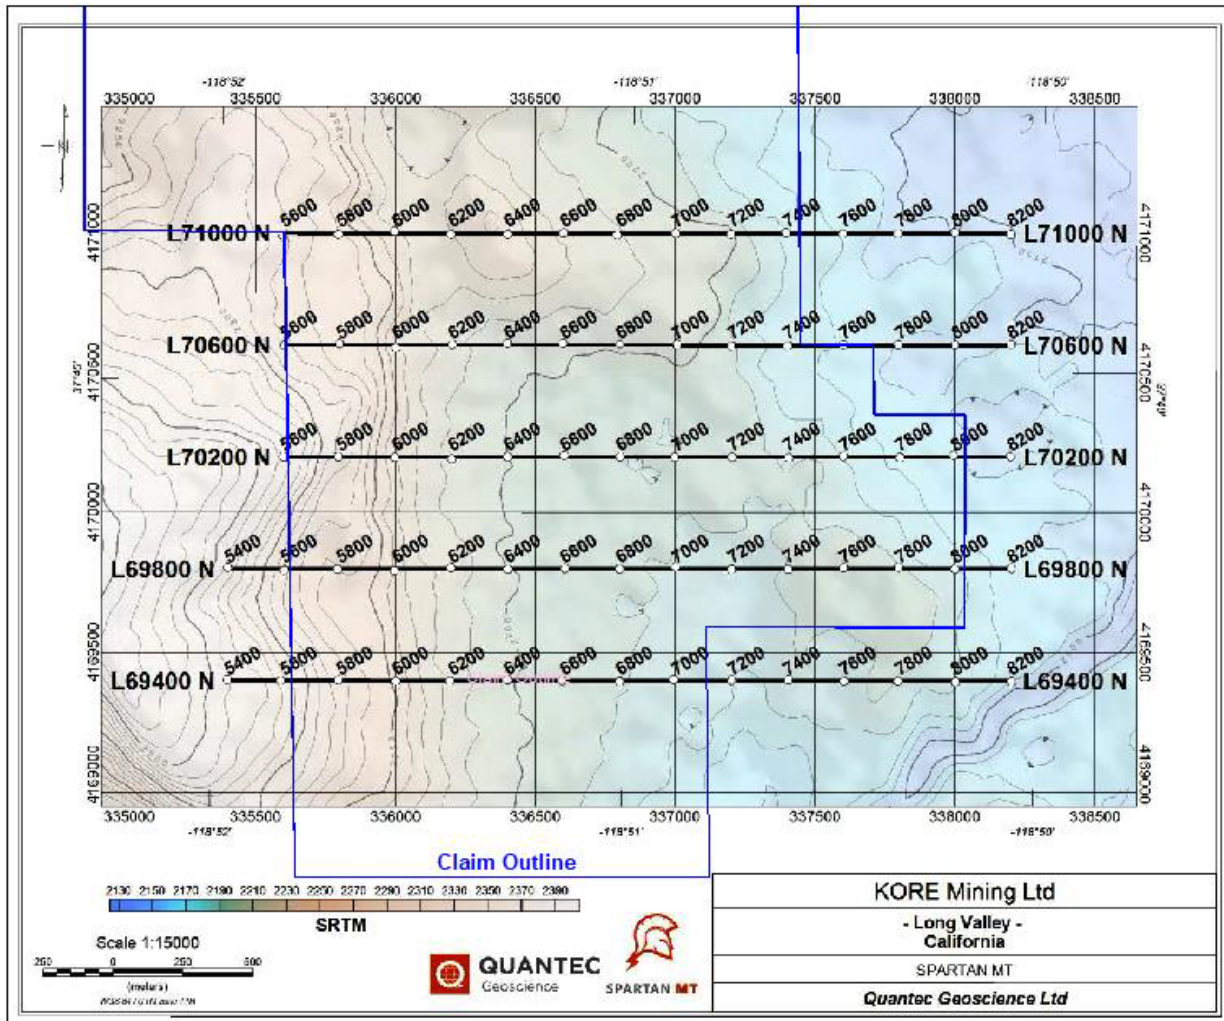 -118°52' -118°51' -118°50'
335000 335500 336000 336500 337000 337500 338000 338500
4171000 4171000
5600 5800 6000 6200 6400 6600 6800 7000 7200 7400 7600 7800 8000 8200
L71000 N L71000 N
5600 5800 6000 6200 6400 6600 6800 7000 7200 7400 7600 7800 8000 8200
L70600 N L70600 N
4170500 4170500
37°40'
5600 5800 6000 6200 6400 6600 6800 7000 7200 7400 7600 7800 8000 8200
L70200 N L70200 N
4170000 4170000
5400 5600 5800 6000 6200 6400 6600 6800 7000 7200 7400 7600 7800 8000 8200
L69800 N L69800 N
4169500 4169500
5400 5600 5800 6000 6200 6400 6600 6800 7000 7200 7400 7600 7800 8000 8200
L69400 N L69400 N
Claim Outline
4169000 4169000
335000 335500 336000 336500 337000 337500 338000 338500
-118°52' -118°51' -118°50'
Claim Outline
2130 2150 2170 2190 2210 2230 2250 2270 2290 2310 2330 2350 2370 2390
SRTM
Scale 1:15000
250 0 250 500
(meters)
QUANTEC
Geoscience
SPARTAN MT
KORE Mining Ltd
- Long Valley -
California
SPARTAN MT
Quantec Geoscience Ltd